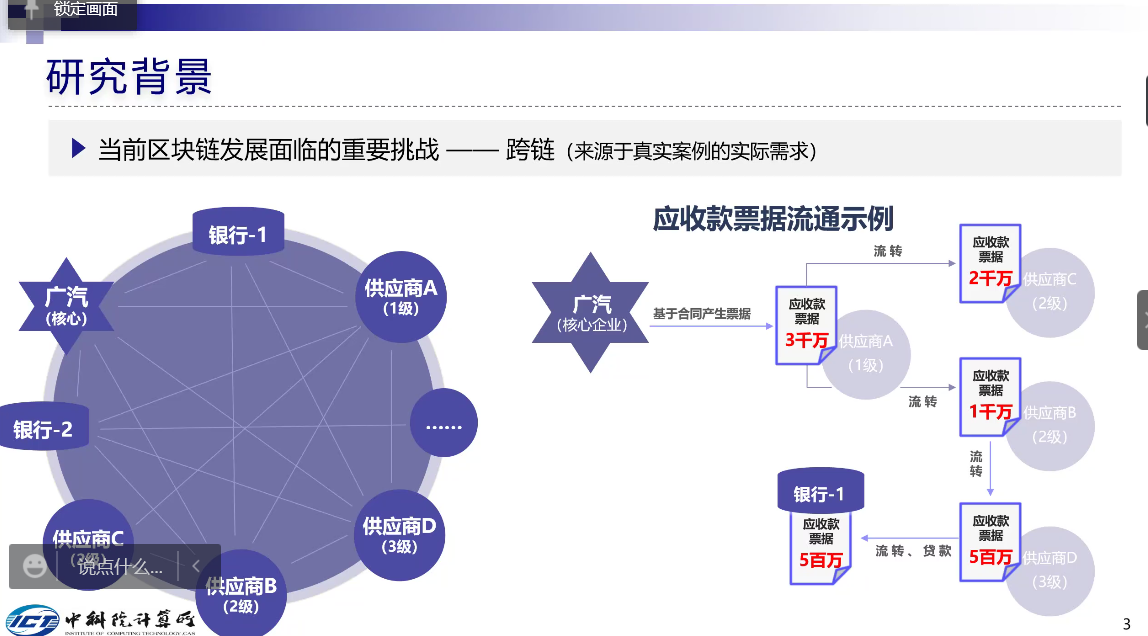 锁定画面
研究背景
当前区块链发展面临的重要挑战 —— 跨链（来源于真实案例的实际需求）
银行-1
广汽
（核心）
供应商A
（1级）
银行-2
......
供应商C
（2级）
供应商D
（3级）
供应商B
（2级）
说点什么...
应收款票据流通示例
广汽
（核心企业）
基于合同产生票据
应收款
票据
3千万
供应商A
（1级）
流 转
应收款
票据
2千万
供应商C
（2级）
流 转
应收款
票据
1千万
供应商B
（2级）
流
转
应收款
票据
5百万
供应商D
（3级）
流转、贷款
银行-1
应收款
票据
5百万
ICT 中科院计算所
INSTITUTE OF COMPUTING TECHNOLOGY,CAS
3